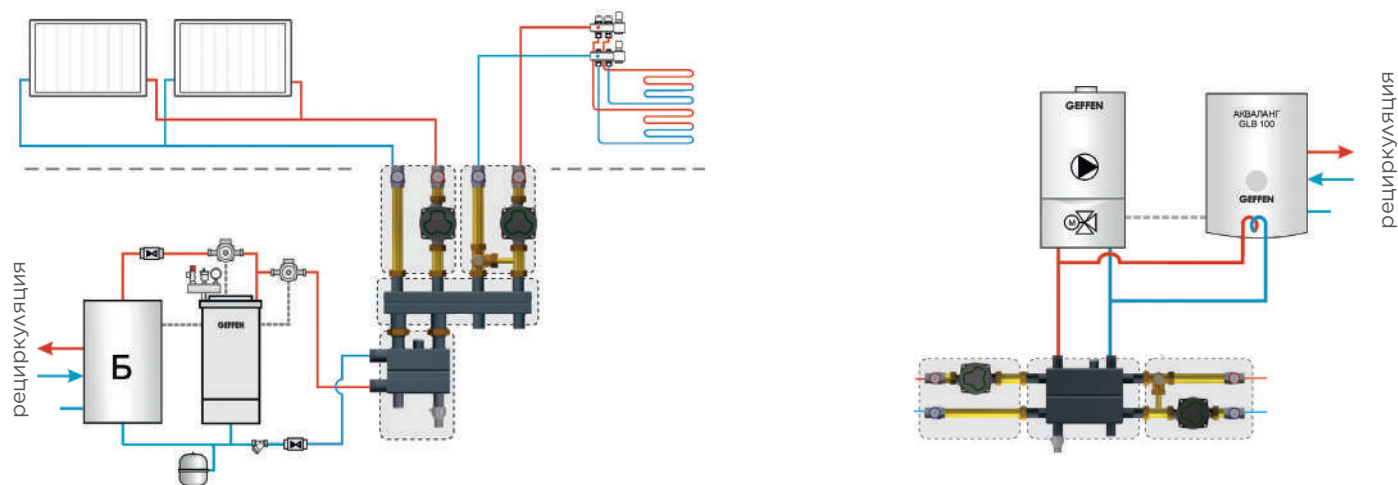 GEFFEN
АКВАЛАНГ
GLB 100
GEFFEN
M
рециркуляция
рециркуляция
Б
GEFFEN